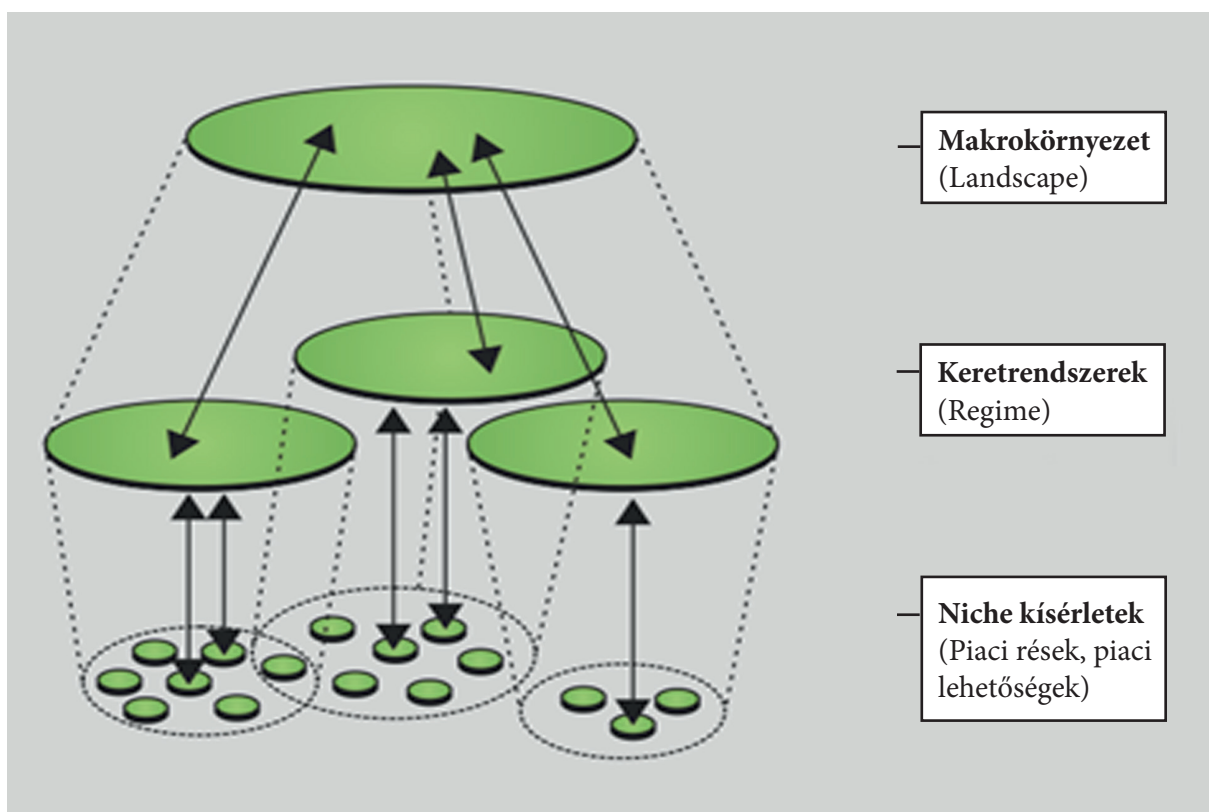 Makrokörnyezet
(Landscape)
Keretrendszerek
(Regime)
Niche kísérletek
(Piaci rések, piaci
lehetőségek)